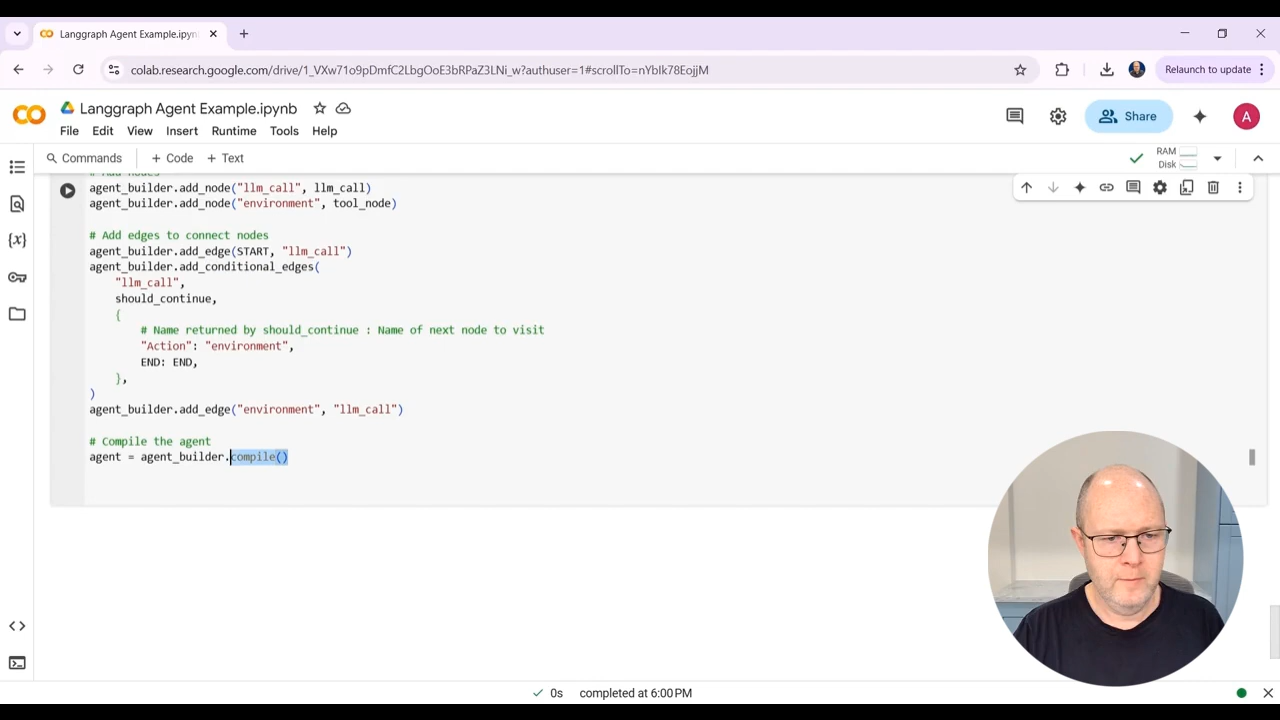 Langgraph Agent Example.ipyn
colab.research.google.com/drive/1_VXw71o9pDmfC2LbgOoE3bRPaZ3LNi_w?authuser=1#scrollTo=nYbIk78EojjM
Relaunch to update
Langgraph Agent Example.ipynb
File Edit View Insert Runtime Tools Help
Share
A
Commands + Code + Text
RAM
Disk
# Add nodes
agent_builder.add_node("llm_call", llm_call)
agent_builder.add_node("environment", tool_node)
# Add edges to connect nodes
agent_builder.add_edge(START, "llm_call")
agent_builder.add_conditional_edges(
"llm_call",
should_continue,
{
# Name returned by should_continue : Name of next node to visit
"Action": "environment",
END: END,
},
)
agent_builder.add_edge("environment", "llm_call")
# Compile the agent
agent = agent_builder.compile()
0s completed at 6:00 PM